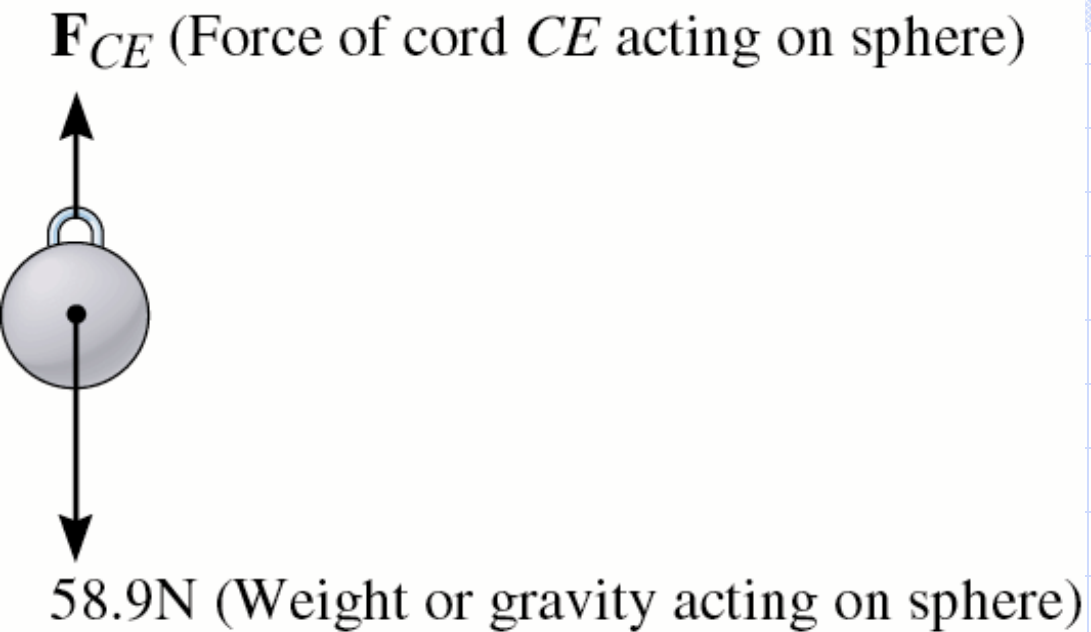 F_CE (Force of cord CE acting on sphere)
58.9N (Weight or gravity acting on sphere)